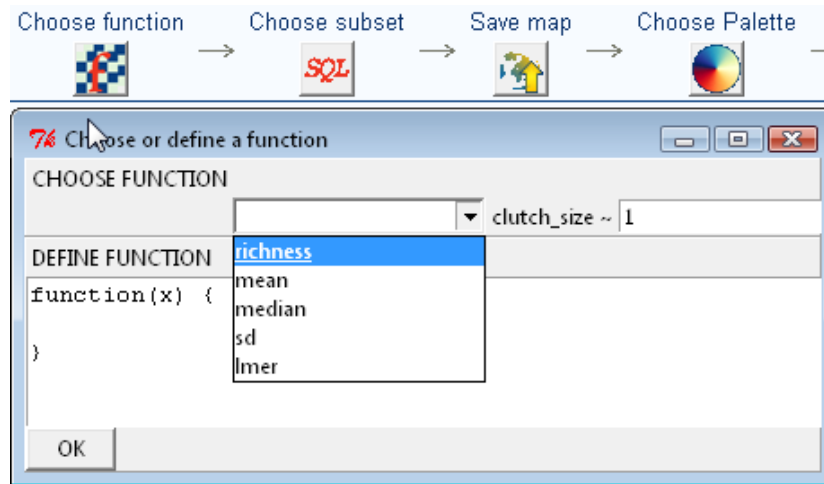 Choose function → Choose subset → Save map → Choose Palette
f SQL
7% Choose or define a function
CHOOSE FUNCTION
clutch_size ~ 1
DEFINE FUNCTION
richness
mean
median
sd
lmer
function(x) {
}
OK